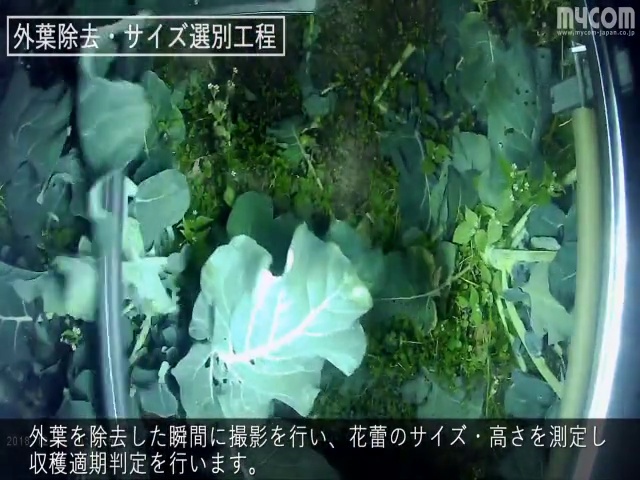 外葉除去・サイズ選別工程
mycom
www.mycom-japan.co.jp
2018
外葉を除去した瞬間に撮影を行い、花蕾のサイズ・高さを測定し
収穫適期判定を行います。